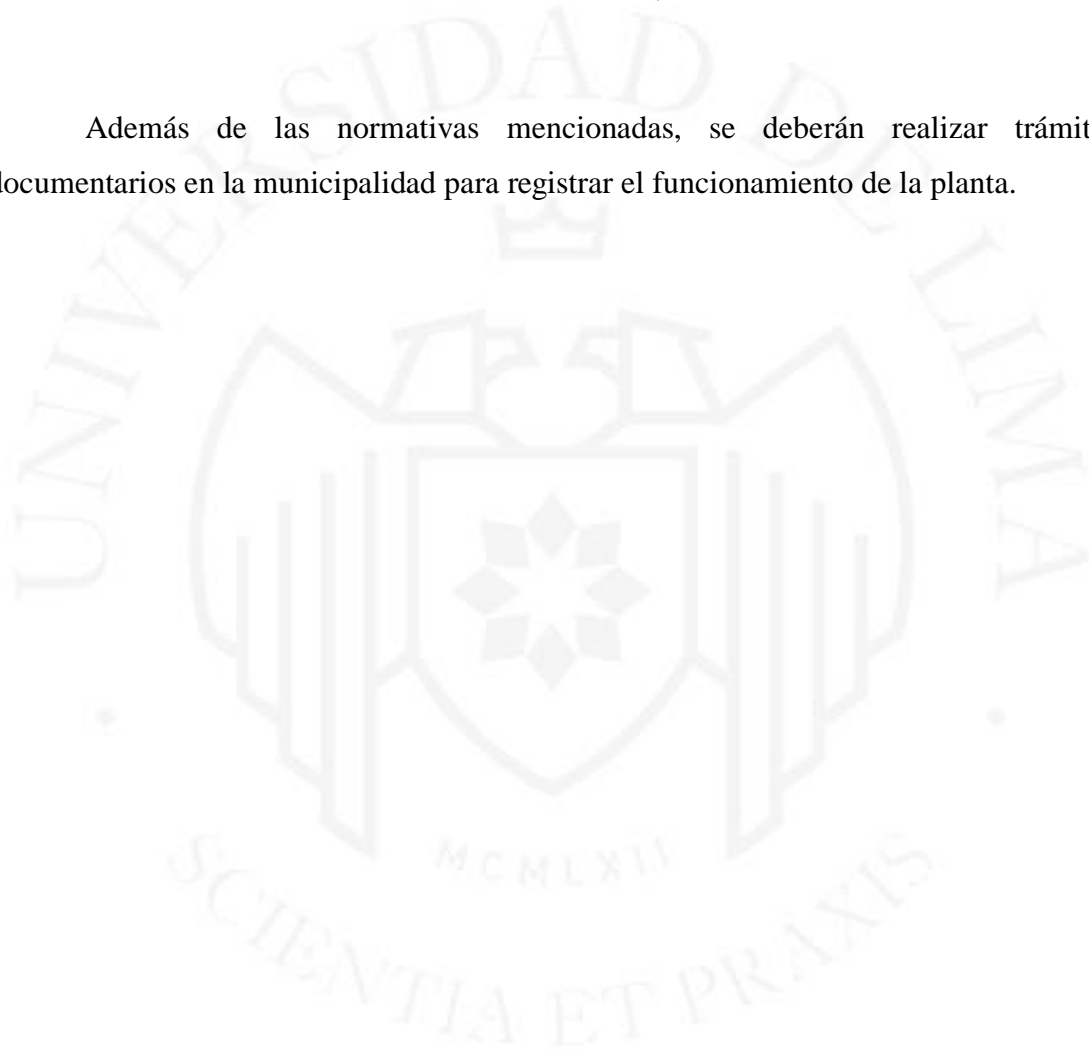 Además de las normativas mencionadas, se deberán realizar trámit
documentarios en la municipalidad para registrar el funcionamiento de la planta.
UNIVERSIDAD DE LIMA
MCMLXII
SCIENTIA ET PRAXIS